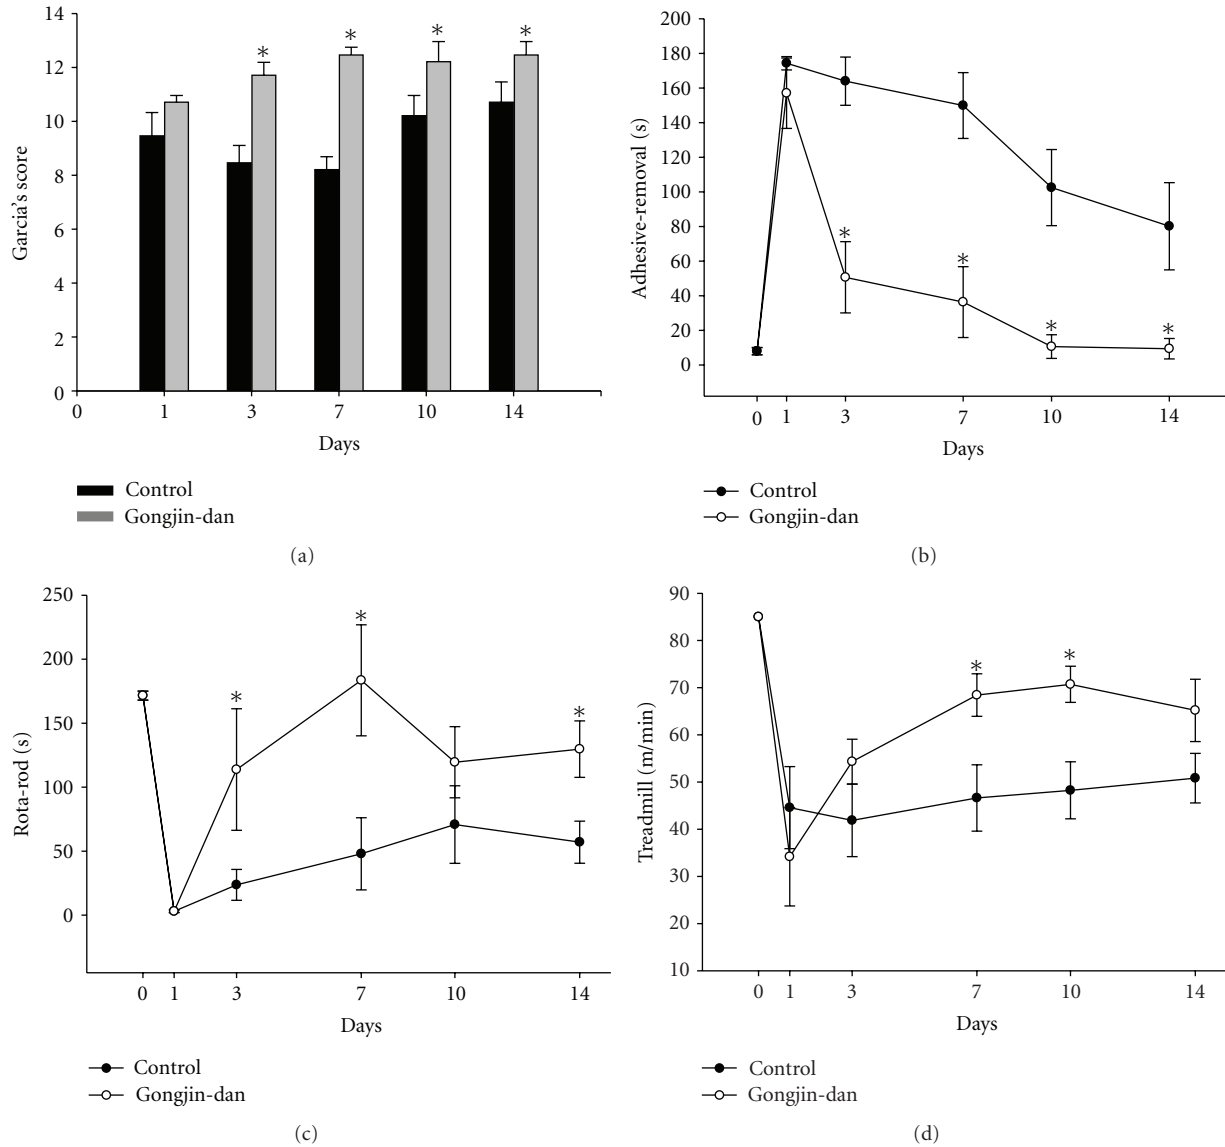 14
12
10
8
6
4
2
0
Garcia's score
* * * *
0 1 3 7 10 14
Days
Control
Gongjin-dan
(a)
200
180
160
140
120
100
80
60
40
20
0
Adhesive-removal (s)
* * * *
0 1 3 7 10 14
Days
Control
Gongjin-dan
(b)
250
200
150
100
50
0
Rota-rod (s)
* * *
0 1 3 7 10 14
Days
Control
Gongjin-dan
(c)
90
80
70
60
50
40
30
20
10
Treadmill (m/min)
* *
0 1 3 7 10 14
Days
Control
Gongjin-dan
(d)